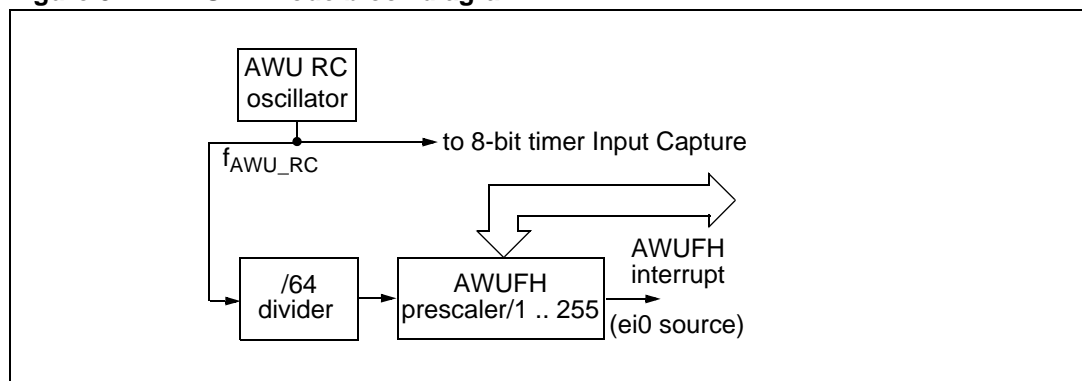 AWU RC
oscillator
to 8-bit timer Input Capture
fAWU_RC
AWUFH
interrupt
/64
divider
AWUFH
prescaler/1 .. 255
(ei0 source)